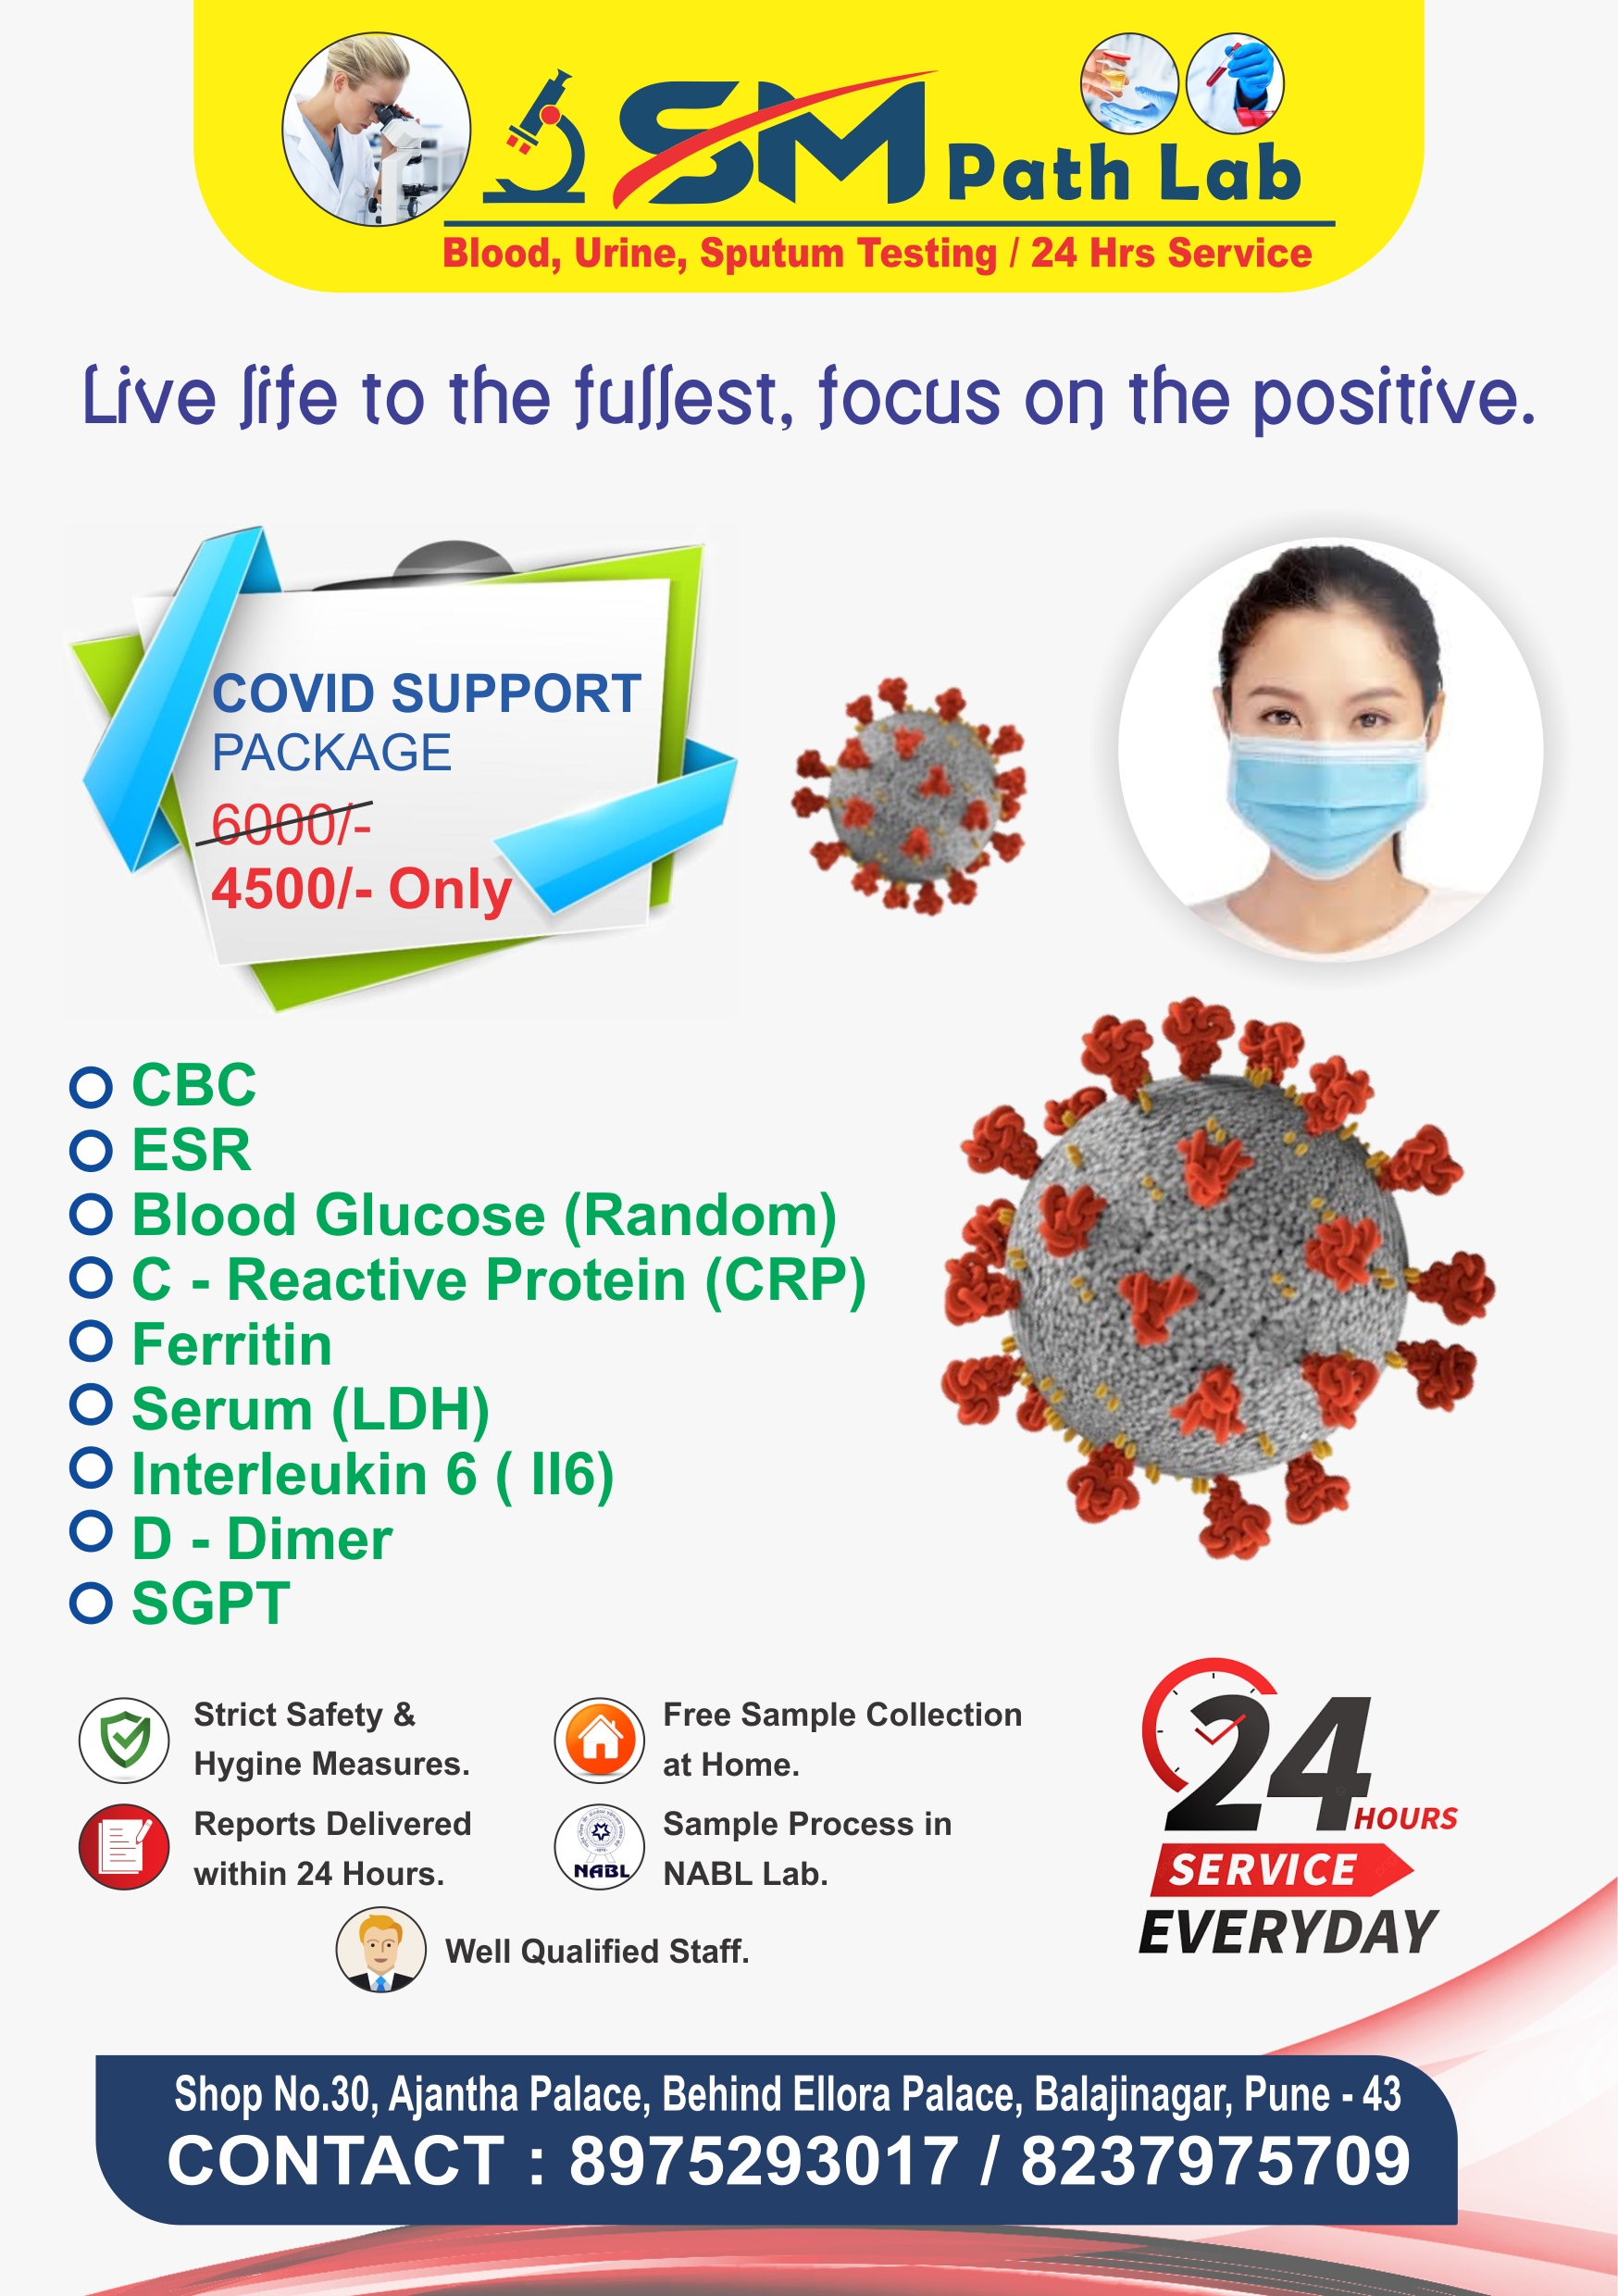 SM Path Lab
Blood, Urine, Sputum Testing / 24 Hrs Service
Live life to the fullest, focus on the positive.
COVID SUPPORT
PACKAGE
6000/-
4500/- Only
CBC
ESR
Blood Glucose (Random)
C - Reactive Protein (CRP)
Ferritin
Serum (LDH)
Interleukin 6 ( Il6)
D - Dimer
SGPT
Strict Safety &
Hygine Measures.
Free Sample Collection
at Home.
Reports Delivered
within 24 Hours.
NABL
Sample Process in
NABL Lab.
Well Qualified Staff.
24
HOURS
SERVICE
EVERYDAY
Shop No.30, Ajantha Palace, Behind Ellora Palace, Balajinagar, Pune - 43
CONTACT : 8975293017 / 8237975709